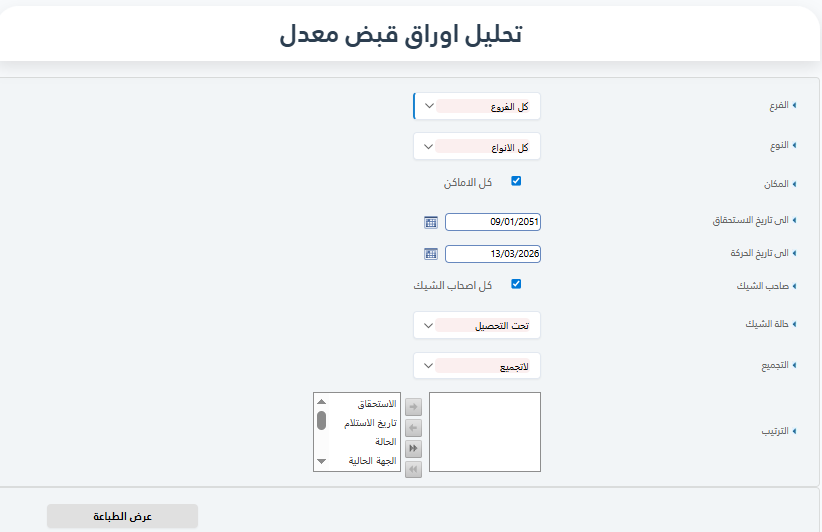 تحليل اوراق قبض معدل
الفرع
كل الفروع
النوع
كل الانواع
المكان
كل الاماكن
الى تاريخ الاستحقاق
09/01/2051
الى تاريخ الحركة
13/03/2026
صاحب الشيك
كل اصحاب الشيك
حالة الشيك
تحت التحصيل
التجميع
لاتجميع
الترتيب
الاستحقاق
تاريخ الاستلام
الحالة
الجهة الحالية
عرض الطباعة